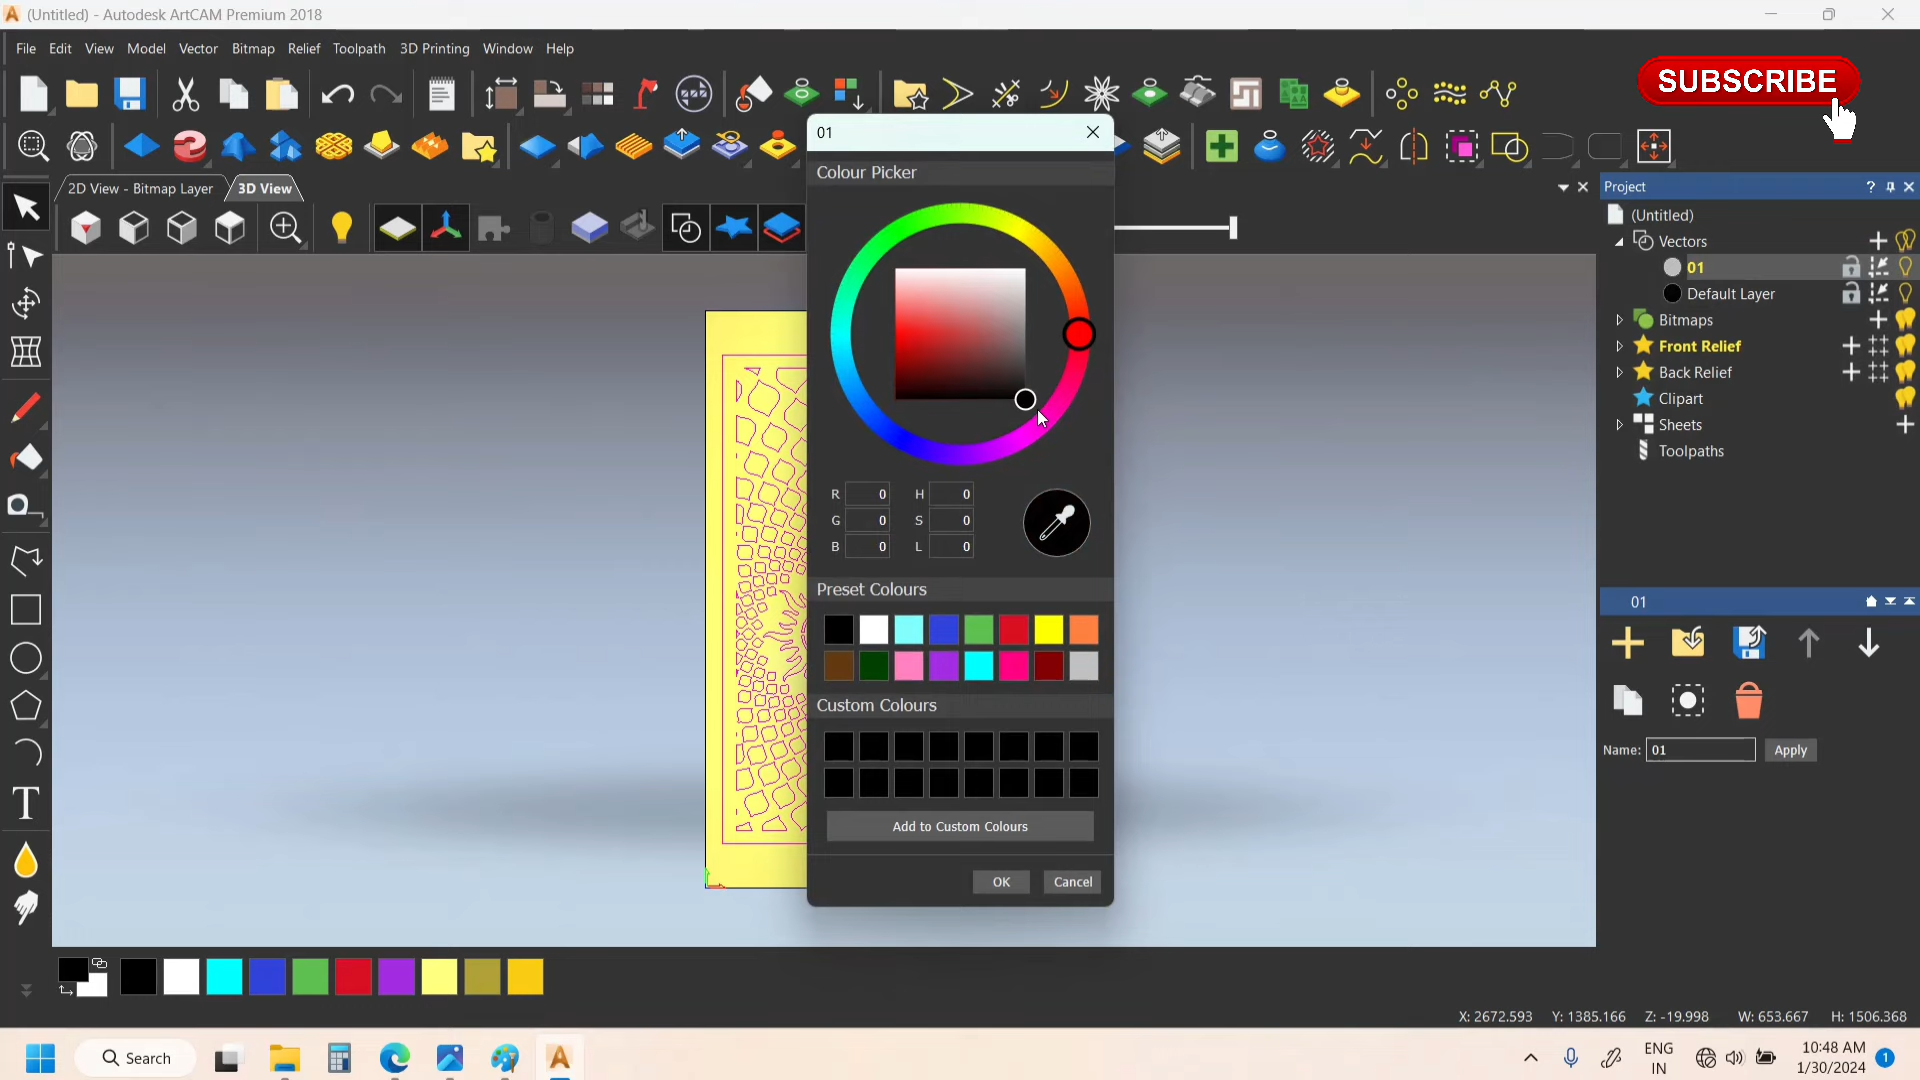 (Untitled) - Autodesk ArtCAM Premium 2018
File Edit View Model Vector Bitmap Relief Toolpath 3D Printing Window Help
SUBSCRIBE
2D View - Bitmap Layer 3D View
01
Colour Picker
R 0 H 0
G 0 S 0
B 0 L 0
Preset Colours
Custom Colours
Add to Custom Colours
OK Cancel
Project ?
(Untitled)
Vectors
01
Default Layer
Bitmaps
Front Relief
Back Relief
Clipart
Sheets
Toolpaths
01
Name: 01 Apply
T
X: 2672.593 Y: 1385.166 Z: -19.998 W: 653.667 H: 1506.368
Search
ENG
IN
10:48 AM
1/30/2024
1